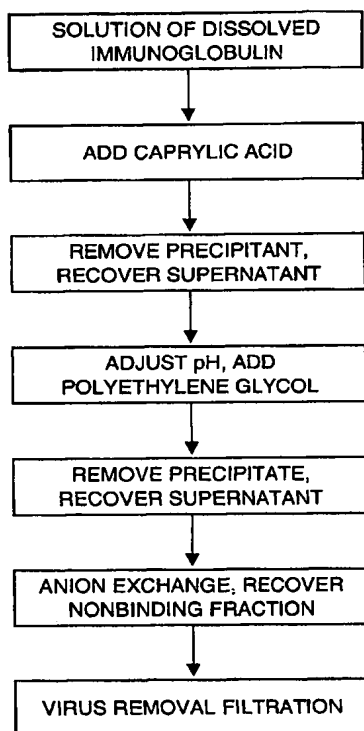 SOLUTION OF DISSOLVED
IMMUNOGLOBULIN
ADD CAPRYLIC ACID
REMOVE PRECIPITANT,
RECOVER SUPERNATANT
ADJUST pH, ADD
POLYETHYLENE GLYCOL
REMOVE PRECIPITATE,
RECOVER SUPERNATANT
ANION EXCHANGE; RECOVER
NONBINDING FRACTION
VIRUS REMOVAL FILTRATION